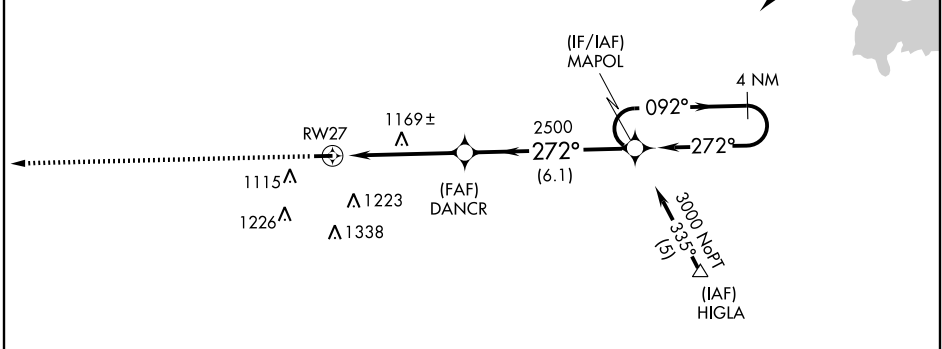 (IF/IAF)
MAPOL
4 NM
092°
272°
2500
272°
(6.1)
1169±
RW27
(FAF)
DANCR
1115
1226
1223
1338
3000 NoPT
335°
(5)
(IAF)
HIGLA